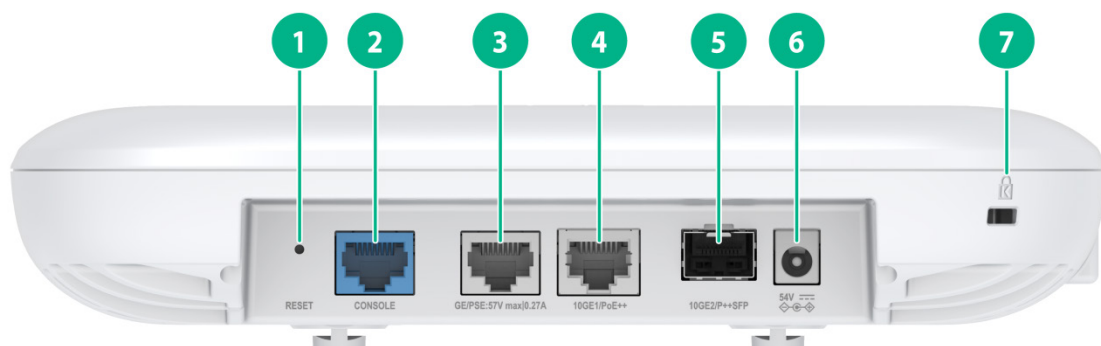 1 2 3 4 5 6 7
RESET CONSOLE GE/PSE:57V max|0.27A 10GE1/PoE++ 10GE2/P++SFP 54V